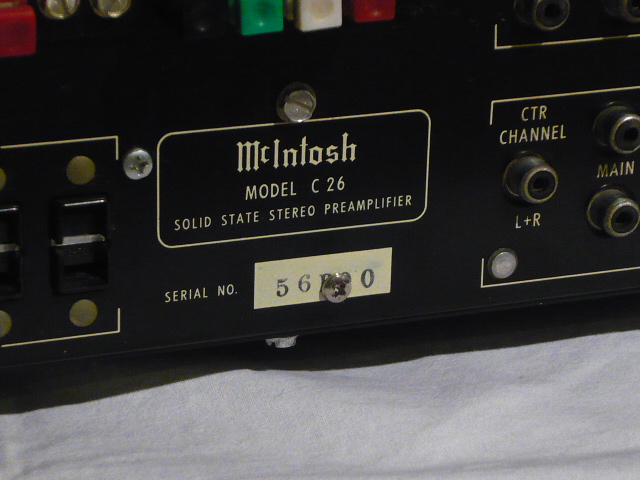 McIntosh
MODEL C 26
SOLID STATE STEREO PREAMPLIFIER
SERIAL NO.
CTR
CHANNEL
MAIN
L+R